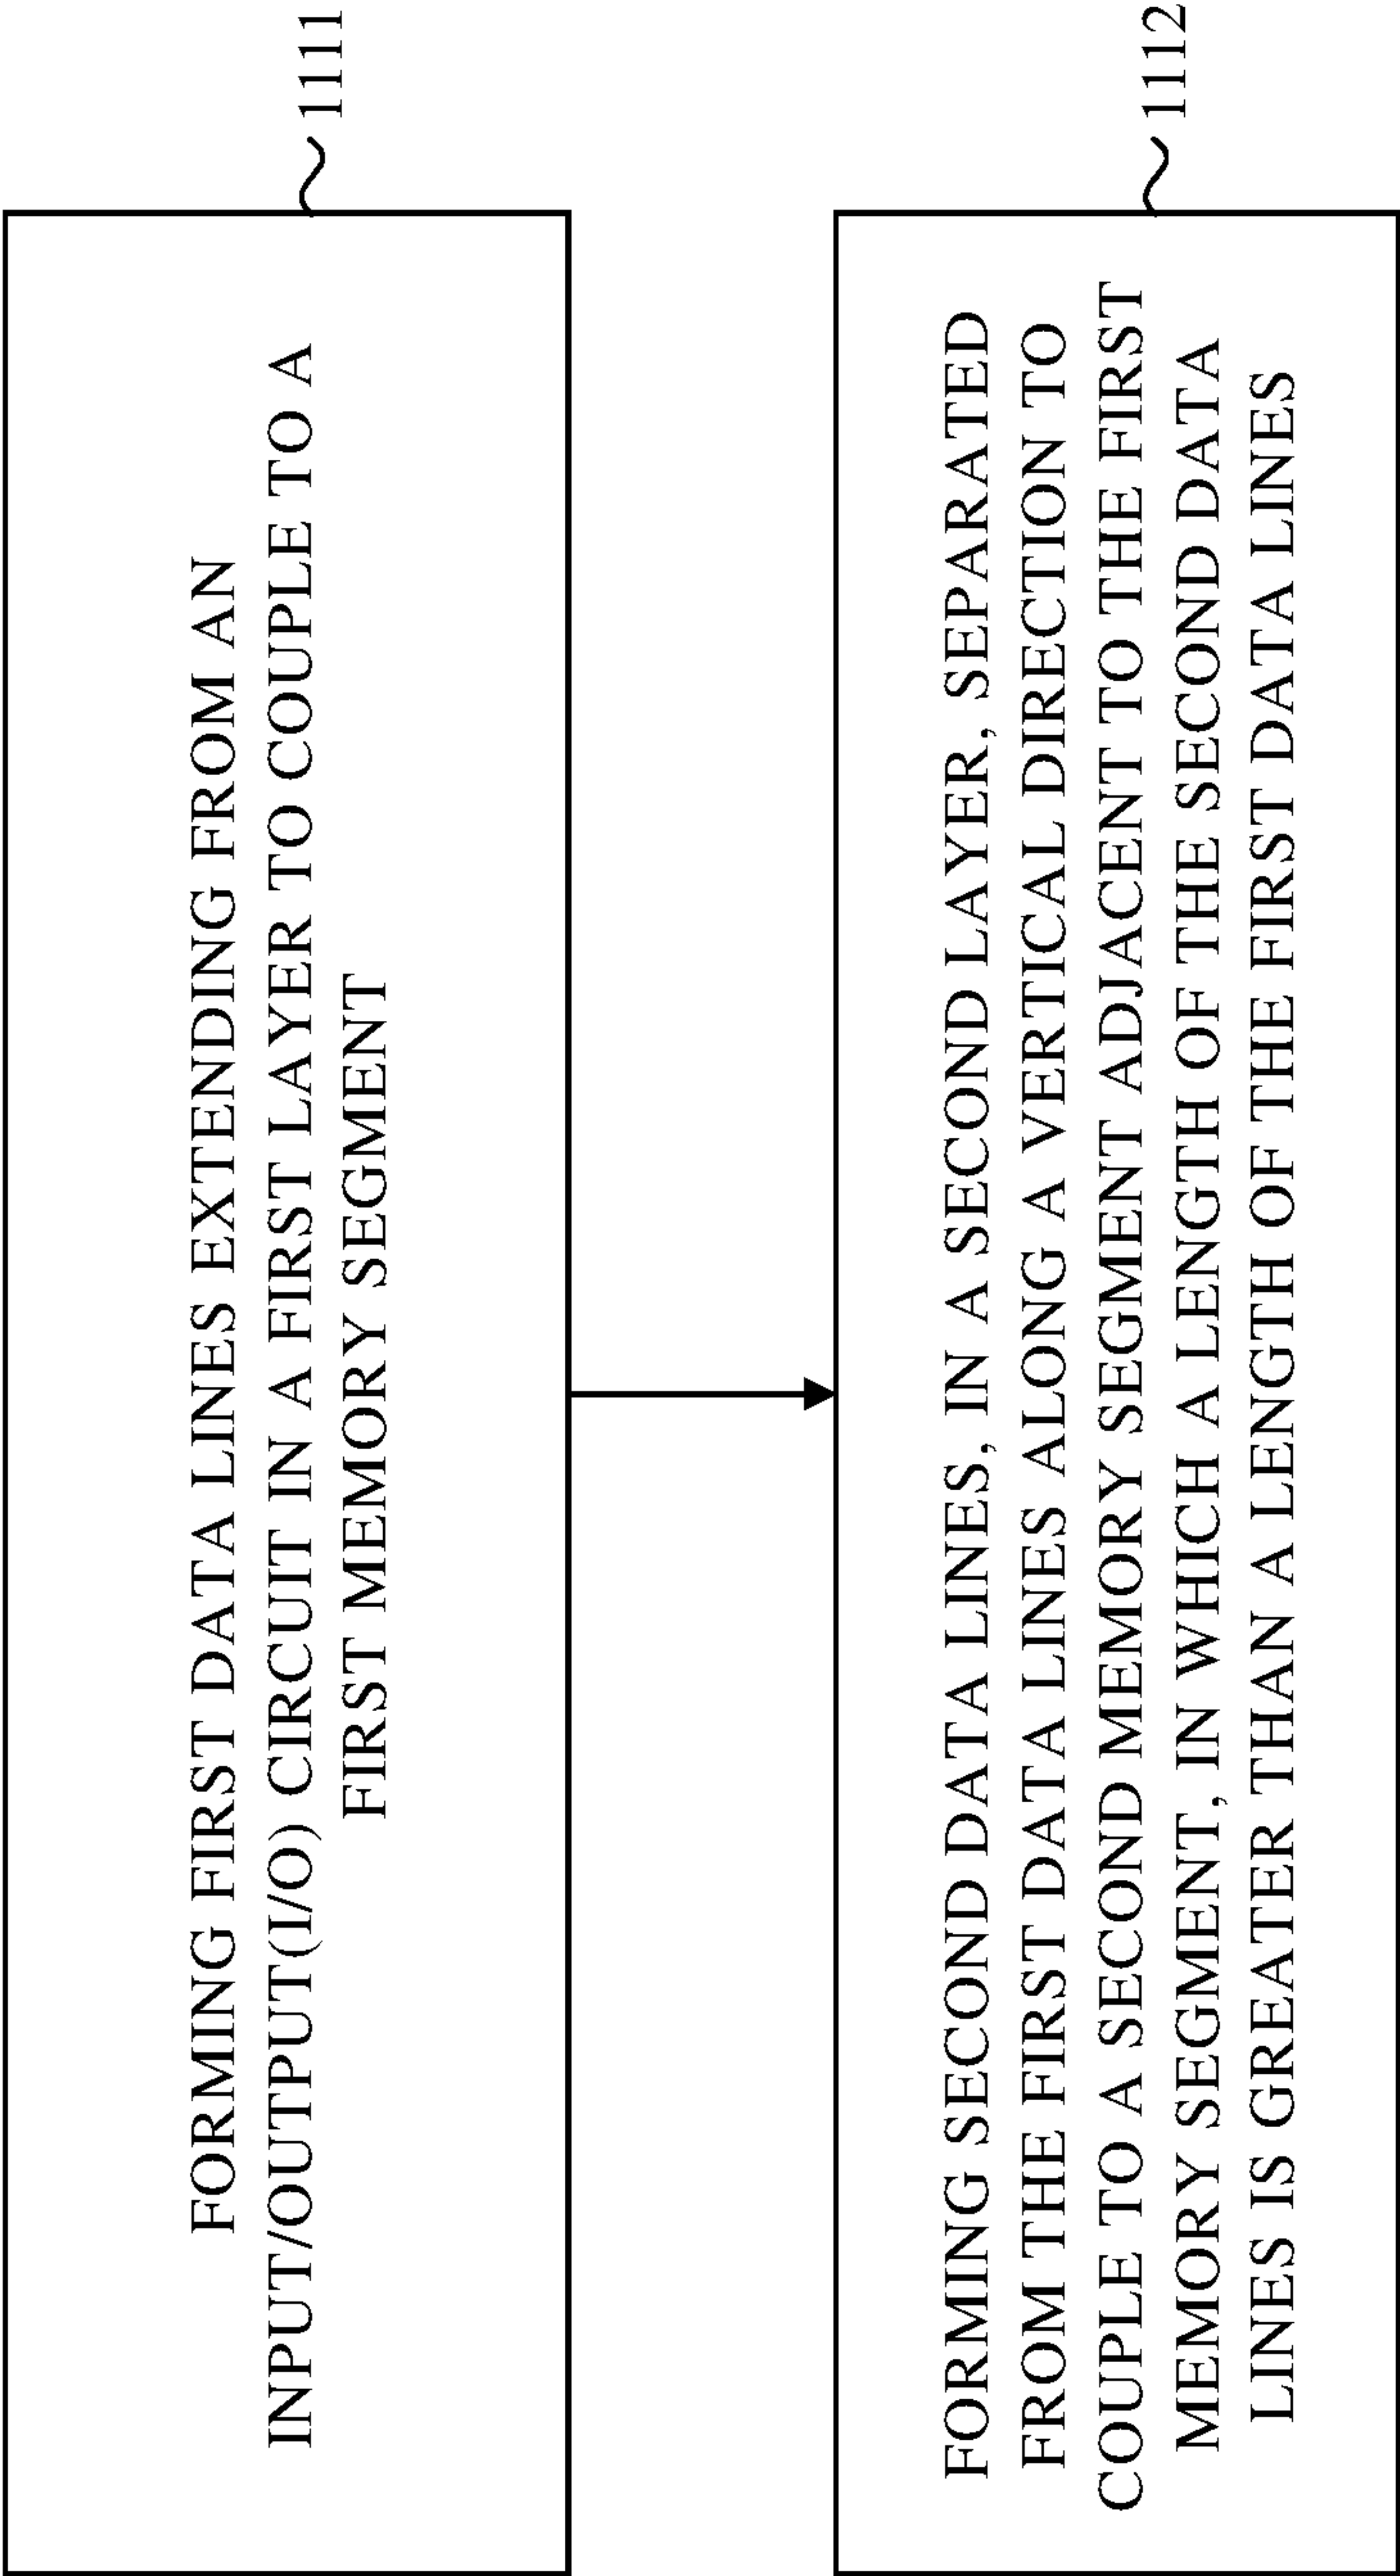 FORMING FIRST DATA LINES EXTENDING FROM AN
INPUT/OUTPUT(I/O) CIRCUIT IN A FIRST LAYER TO COUPLE TO A
FIRST MEMORY SEGMENT
1111
FORMING SECOND DATA LINES, IN A SECOND LAYER, SEPARATED
FROM THE FIRST DATA LINES ALONG A VERTICAL DIRECTION TO
COUPLE TO A SECOND MEMORY SEGMENT ADJACENT TO THE FIRST
MEMORY SEGMENT, IN WHICH A LENGTH OF THE SECOND DATA
LINES IS GREATER THAN A LENGTH OF THE FIRST DATA LINES
1112